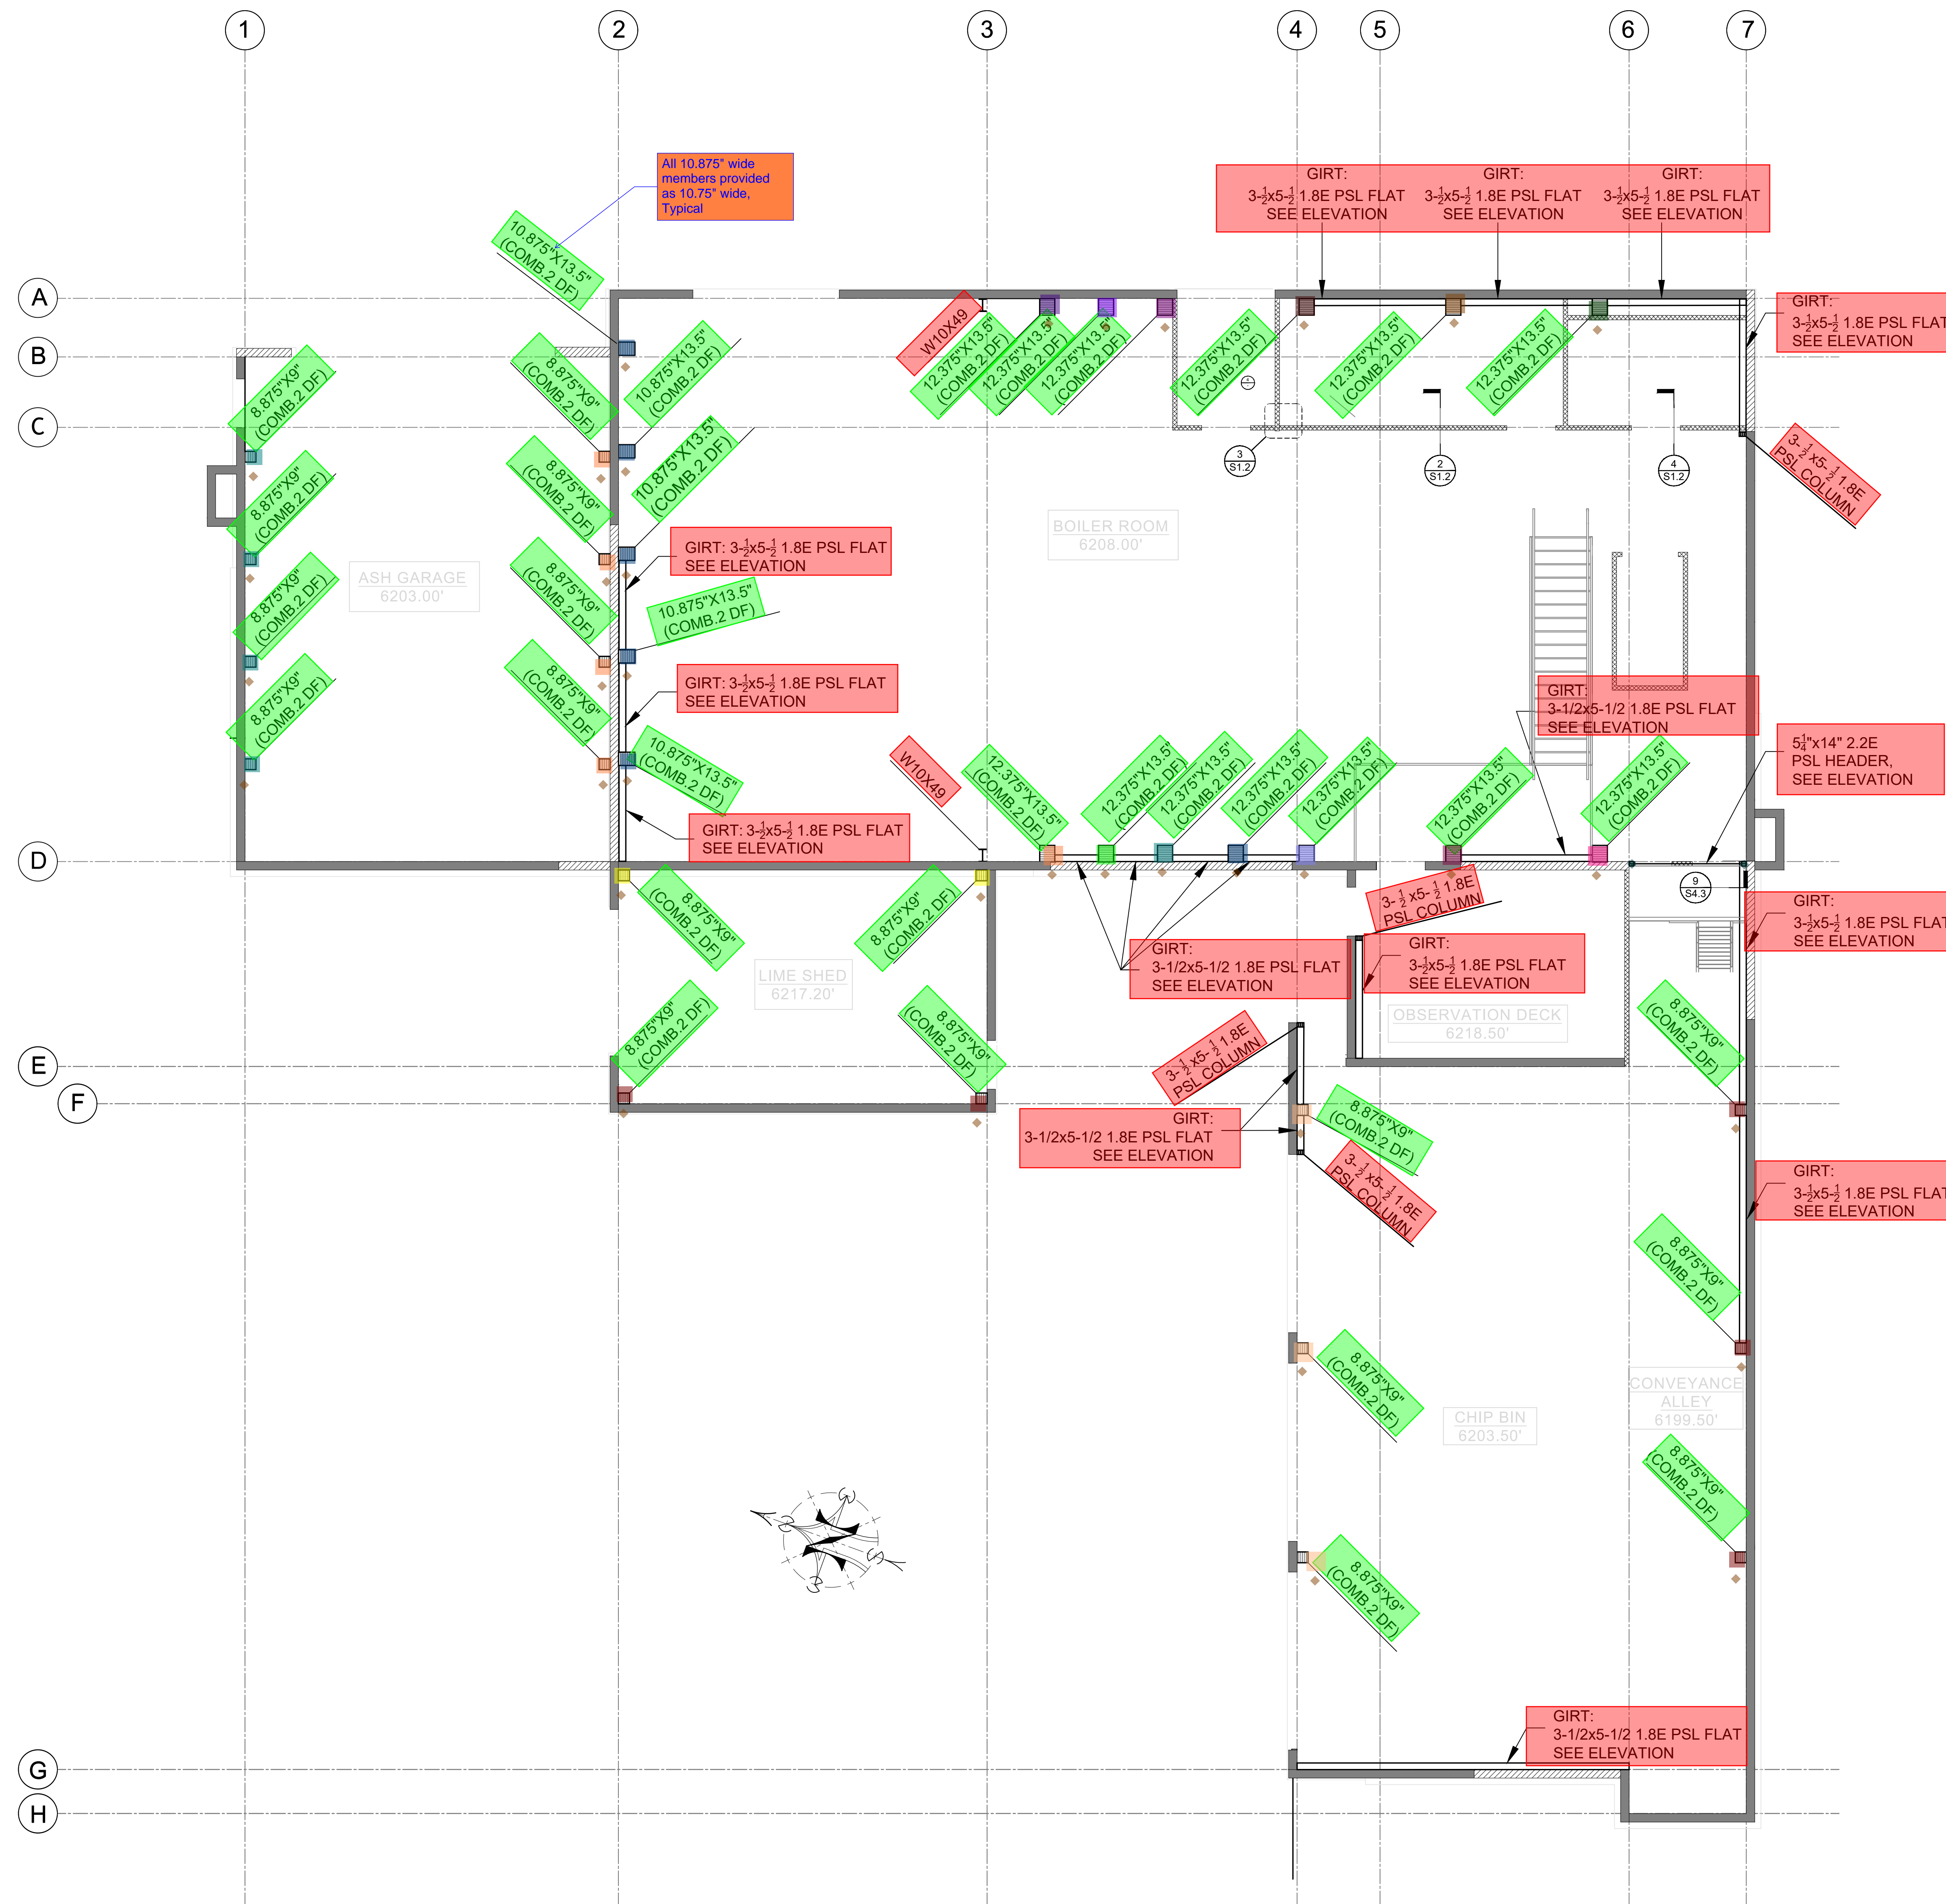 1
2
3
4
5
6
7
All 10.875" wide
members provided
as 10.75" wide,
Typical
GIRT:
3-1/2x5-1/2 1.8E PSL FLAT
SEE ELEVATION
GIRT:
3-1/2x5-1/2 1.8E PSL FLAT
SEE ELEVATION
GIRT:
3-1/2x5-1/2 1.8E PSL FLAT
SEE ELEVATION
10.875"X13.5"
(COMB.2 DF)
A
W10X49
GIRT:
3-1/2x5-1/2 1.8E PSL FLAT
SEE ELEVATION
B
8.875"X9"
(COMB.2 DF)
8.875"X9"
(COMB.2 DF)
10.875"X13.5"
(COMB.2 DF)
12.375"X13.5"
(COMB.2 DF)
12.375"X13.5"
(COMB.2 DF)
12.375"X13.5"
(COMB.2 DF)
12.375"X13.5"
(COMB.2 DF)
12.375"X13.5"
(COMB.2 DF)
12.375"X13.5"
(COMB.2 DF)
C
8.875"X9"
(COMB.2 DF)
8.875"X9"
(COMB.2 DF)
10.875"X13.5"
(COMB.2 DF)
3
S1.2
2
S1.2
4
S1.2
3-1/2 x5-1/2 1.8E
PSL COLUMN
BOILER ROOM
6208.00'
GIRT: 3-1/2x5-1/2 1.8E PSL FLAT
SEE ELEVATION
ASH GARAGE
6203.00'
8.875"X9"
(COMB.2 DF)
8.875"X9"
(COMB.2 DF)
10.875"X13.5"
(COMB.2 DF)
8.875"X9"
(COMB.2 DF)
8.875"X9"
(COMB.2 DF)
GIRT: 3-1/2x5-1/2 1.8E PSL FLAT
SEE ELEVATION
GIRT:
3-1/2x5-1/2 1.8E PSL FLAT
SEE ELEVATION
10.875"X13.5"
(COMB.2 DF)
W10X49
12.375"X13.5"
(COMB.2 DF)
12.375"X13.5"
(COMB.2 DF)
12.375"X13.5"
(COMB.2 DF)
12.375"X13.5"
(COMB.2 DF)
12.375"X13.5"
(COMB.2 DF)
12.375"X13.5"
(COMB.2 DF)
12.375"X13.5"
(COMB.2 DF)
5 1/4"x14" 2.2E
PSL HEADER,
SEE ELEVATION
GIRT: 3-1/2x5-1/2 1.8E PSL FLAT
SEE ELEVATION
D
9
S4.3
8.875"X9"
(COMB.2 DF)
8.875"X9"
(COMB.2 DF)
3-1/2 x5-1/2 1.8E
PSL COLUMN
GIRT:
3-1/2x5-1/2 1.8E PSL FLAT
SEE ELEVATION
GIRT:
3-1/2x5-1/2 1.8E PSL FLAT
SEE ELEVATION
GIRT:
3-1/2x5-1/2 1.8E PSL FLAT
SEE ELEVATION
LIME SHED
6217.20'
OBSERVATION DECK
6218.50'
8.875"X9"
(COMB.2 DF)
8.875"X9"
(COMB.2 DF)
3-1/2 x5-1/2 1.8E
PSL COLUMN
8.875"X9"
(COMB.2 DF)
E
F
GIRT:
3-1/2x5-1/2 1.8E PSL FLAT
SEE ELEVATION
8.875"X9"
(COMB.2 DF)
3-1/2 x5-1/2 1.8E
PSL COLUMN
GIRT:
3-1/2x5-1/2 1.8E PSL FLAT
SEE ELEVATION
8.875"X9"
(COMB.2 DF)
8.875"X9"
(COMB.2 DF)
CONVEYANCE
ALLEY
6199.50'
CHIP BIN
6203.50'
8.875"X9"
(COMB.2 DF)
8.875"X9"
(COMB.2 DF)
GIRT:
3-1/2x5-1/2 1.8E PSL FLAT
SEE ELEVATION
G
H